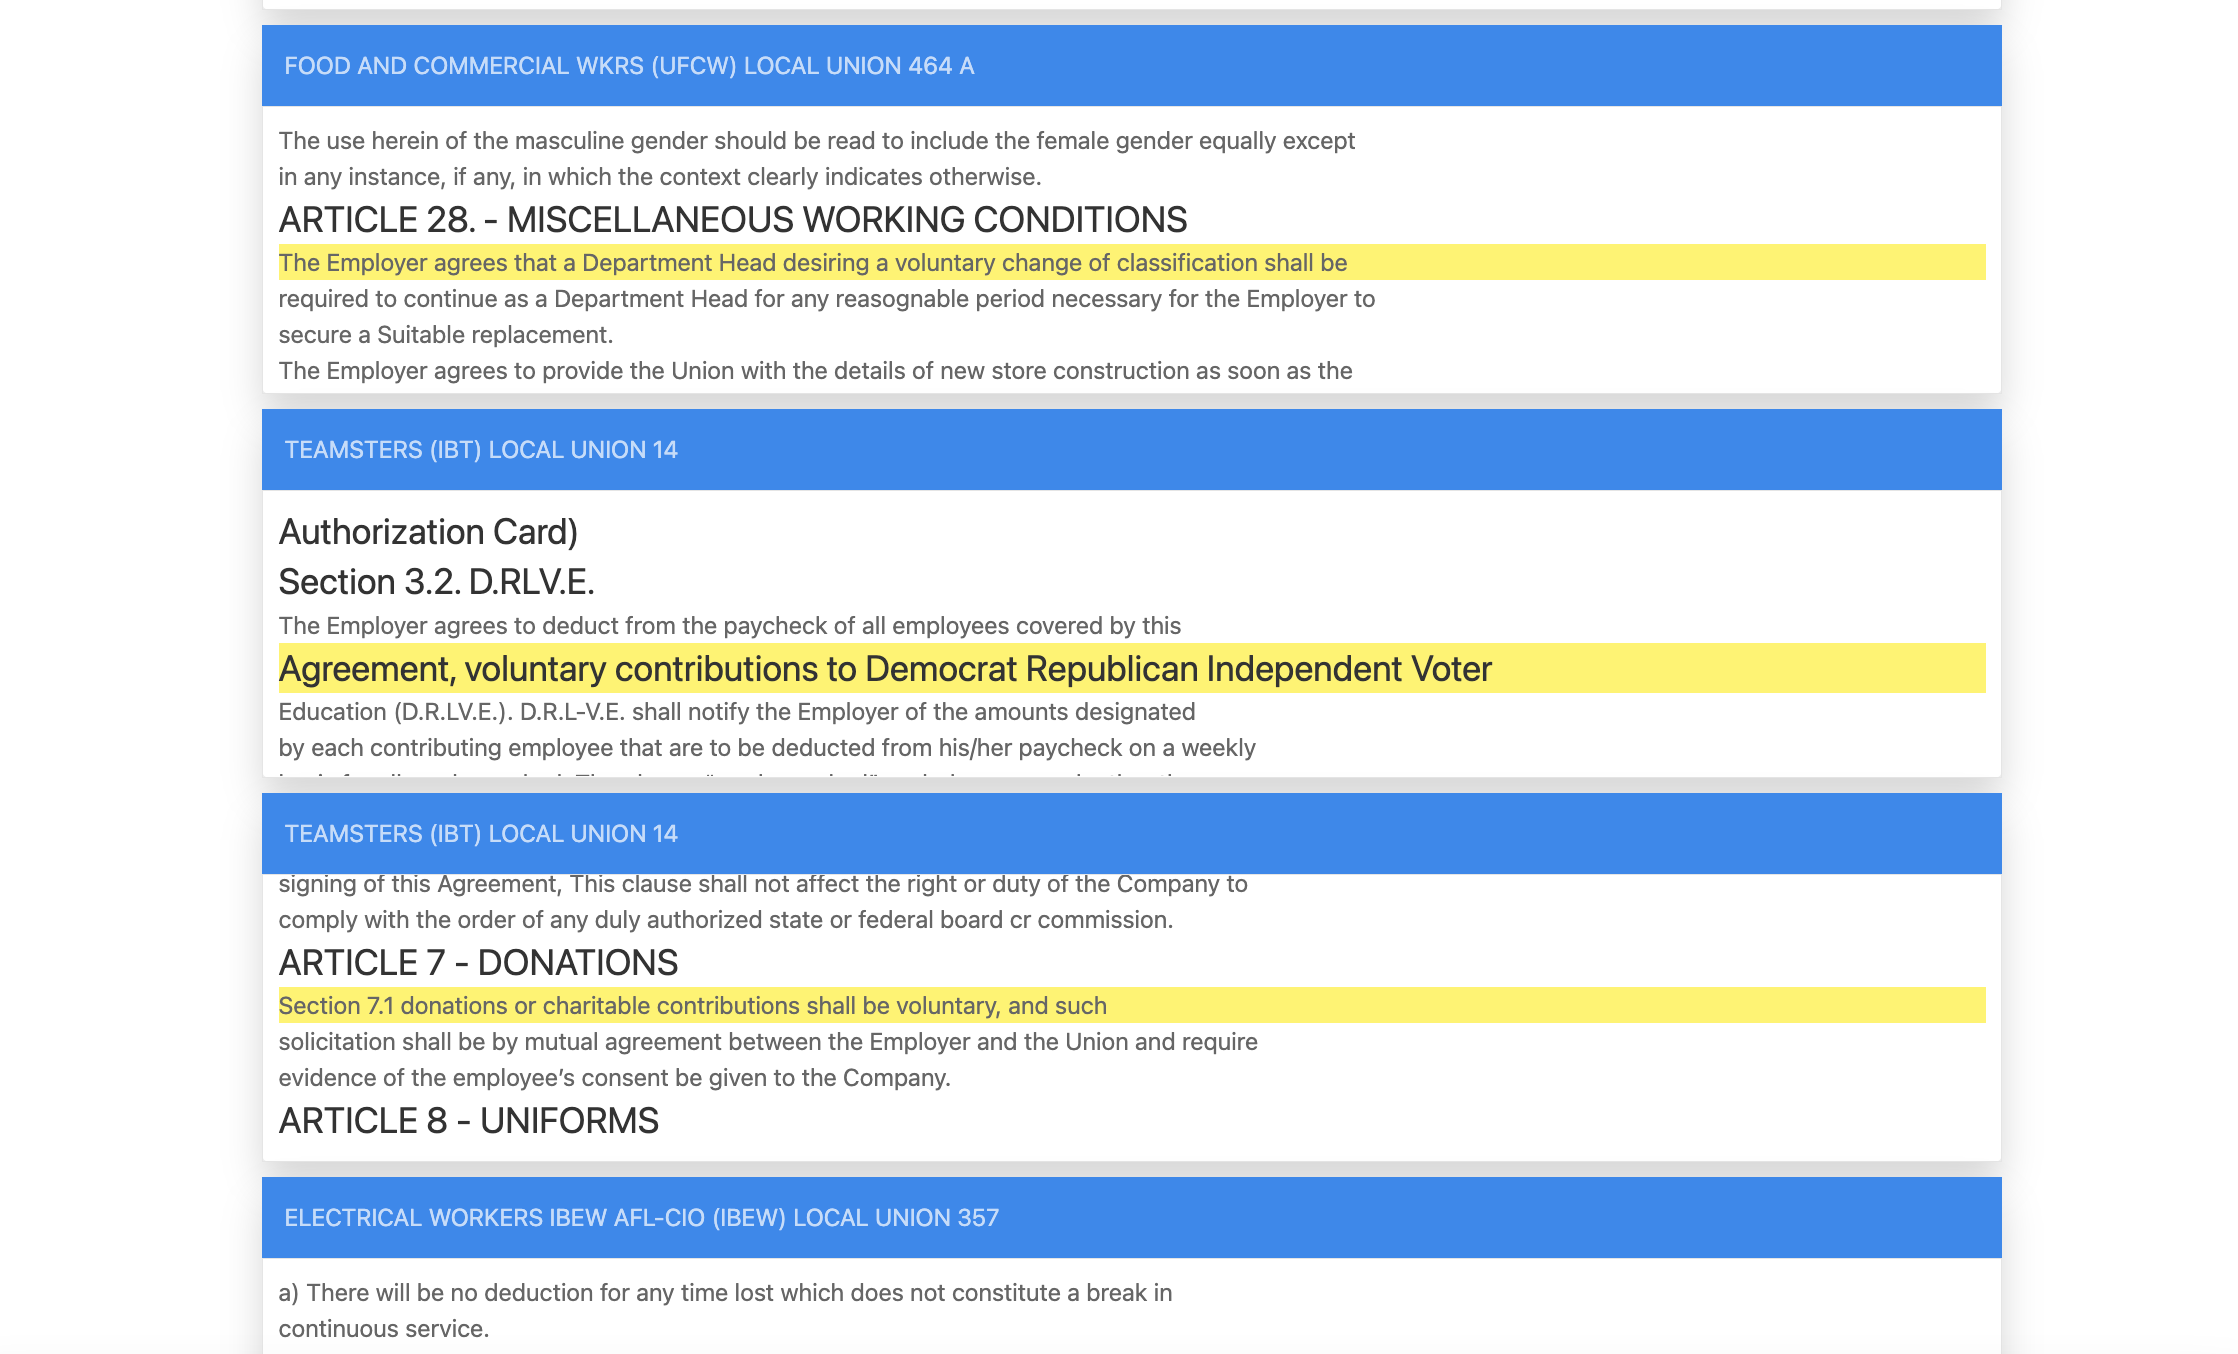 FOOD AND COMMERCIAL WKRS (UFCW) LOCAL UNION 464 A
The use herein of the masculine gender should be read to include the female gender equally except
in any instance, if any, in which the context clearly indicates otherwise.
ARTICLE 28. - MISCELLANEOUS WORKING CONDITIONS
The Employer agrees that a Department Head desiring a voluntary change of classification shall be
required to continue as a Department Head for any reasognable period necessary for the Employer to
secure a Suitable replacement.
The Employer agrees to provide the Union with the details of new store construction as soon as the
TEAMSTERS (IBT) LOCAL UNION 14
Authorization Card)
Section 3.2. D.RLV.E.
The Employer agrees to deduct from the paycheck of all employees covered by this
Agreement, voluntary contributions to Democrat Republican Independent Voter
Education (D.R.LV.E.). D.R.L-V.E. shall notify the Employer of the amounts designated
by each contributing employee that are to be deducted from his/her paycheck on a weekly
TEAMSTERS (IBT) LOCAL UNION 14
signing of this Agreement, This clause shall not affect the right or duty of the Company to
comply with the order of any duly authorized state or federal board cr commission.
ARTICLE 7 - DONATIONS
Section 7.1 donations or charitable contributions shall be voluntary, and such
solicitation shall be by mutual agreement between the Employer and the Union and require
evidence of the employee's consent be given to the Company.
ARTICLE 8 - UNIFORMS
ELECTRICAL WORKERS IBEW AFL-CIO (IBEW) LOCAL UNION 357
a) There will be no deduction for any time lost which does not constitute a break in
continuous service.